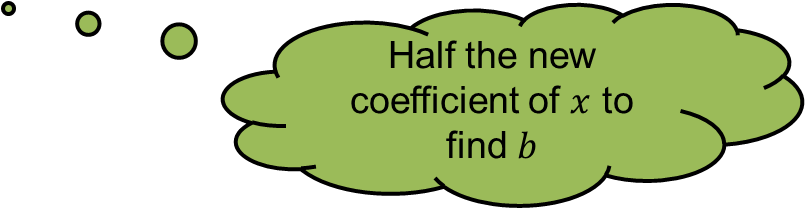 Half the new
coefficient of 𝑥 to
find 𝑏